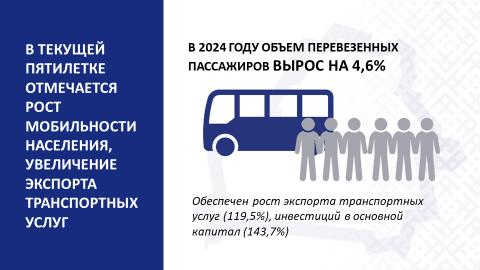 В ТЕКУЩЕЙ
ПЯТИЛЕТКЕ
ОТМЕЧАЕТСЯ
РОСТ
МОБИЛЬНОСТИ
НАСЕЛЕНИЯ,
УВЕЛИЧЕНИЕ
ЭКСПОРТА
ТРАНСПОРТНЫХ
УСЛУГ
В 2024 ГОДУ ОБЪЕМ ПЕРЕВЕЗЕННЫХ
ПАССАЖИРОВ ВЫРОС НА 4,6%
Обеспечен рост экспорта транспортных
услуг (119,5%), инвестиций в основной
капитал (143,7%)